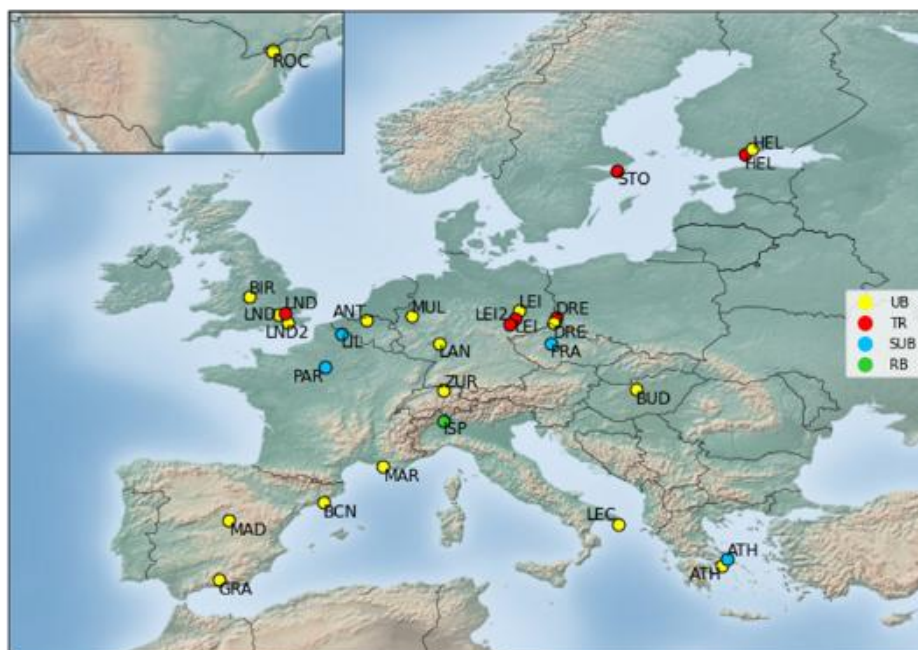 ROC
HEL
HEL
STO
BIR
LND
LND
LND2
ANT
MUL
LEI
LEI2
LEI
DRE
DRE
LIL
LAN
PRA
PAR
ZUR
BUD
ISP
MAR
BCN
MAD
LEC
GRA
ATH
ATH
UB
TR
SUB
RB